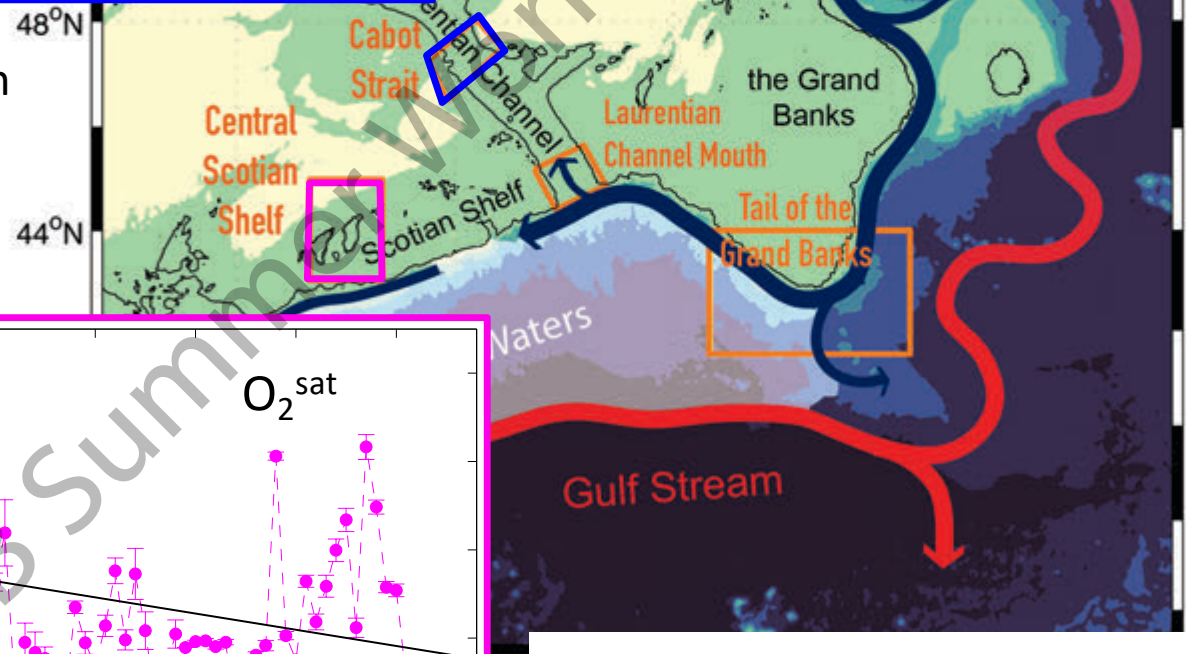 48°N
Cabot
Strait
Channel
Central
Scotian
Shelf
Laurentian
Channel Mouth
the Grand
Banks
44°N
Scotian Shelf
Tail of the
Grand Banks
Waters
Gulf Stream
O₂ˢᵃᵗ
Summer